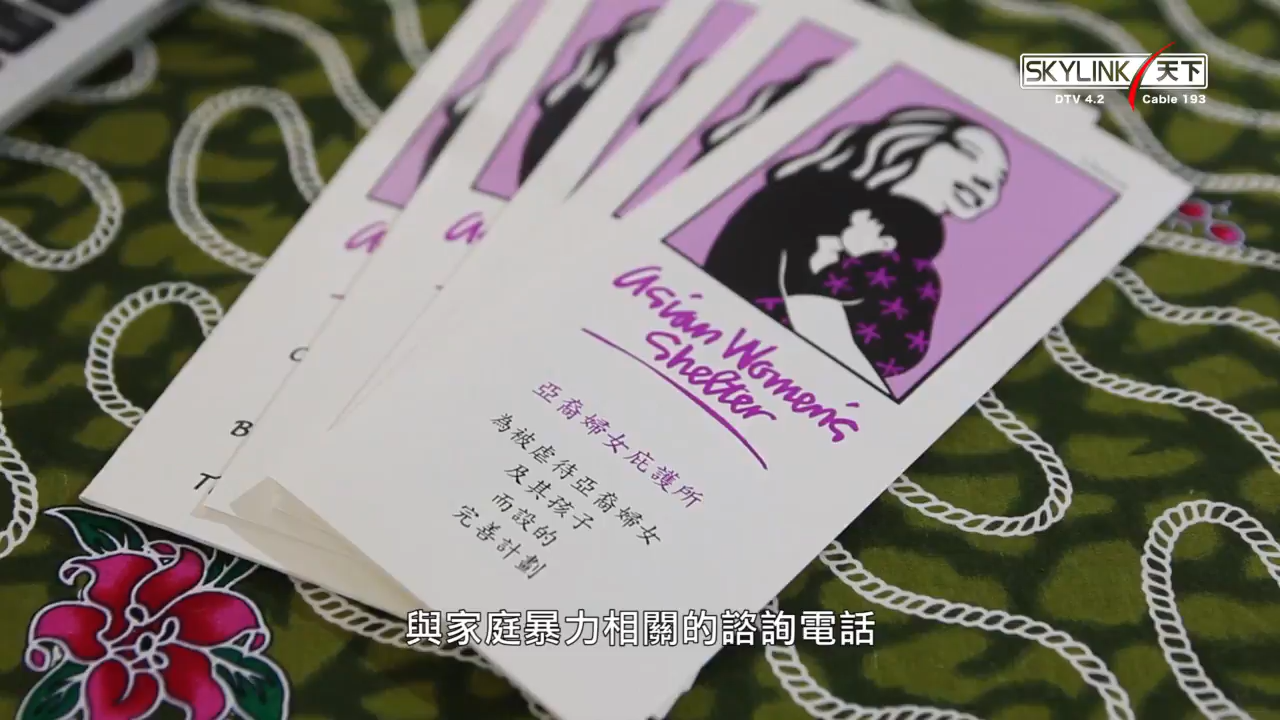 SKYLINK 天下
DTV 4.2 Cable 193
Asian Women's
Shelter
亞裔婦女庇護所
為被虐待亞裔婦女
及其孩子
而設的
完善計劃
與家庭暴力相關的諮詢電話